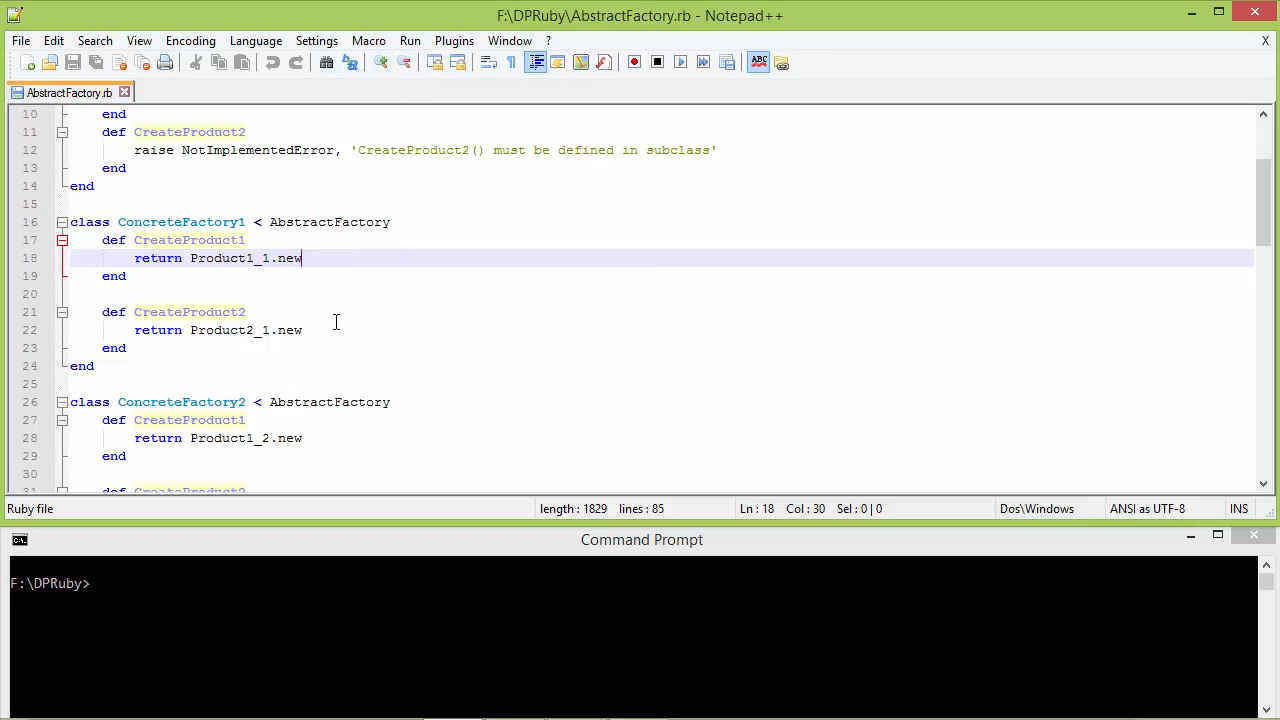 F:\DPRuby\AbstractFactory.rb - Notepad++
File Edit Search View Encoding Language Settings Macro Run Plugins Window ? X
ABC
AbstractFactory.rb
10 end
11 def CreateProduct2
12 raise NotImplementedError, 'CreateProduct2() must be defined in subclass'
13 end
14 end
15
16 class ConcreteFactory1 < AbstractFactory
17 def CreateProduct1
18 return Product1_1.new
19 end
20
21 def CreateProduct2
22 return Product2_1.new
23 end
24 end
25
26 class ConcreteFactory2 < AbstractFactory
27 def CreateProduct1
28 return Product1_2.new
29 end
30
31 def CreateProduct2
Ruby file length : 1829 lines : 85 Ln : 18 Col : 30 Sel : 0 | 0 Dos\Windows ANSI as UTF-8 INS
C:\. Command Prompt
F:\DPRuby>